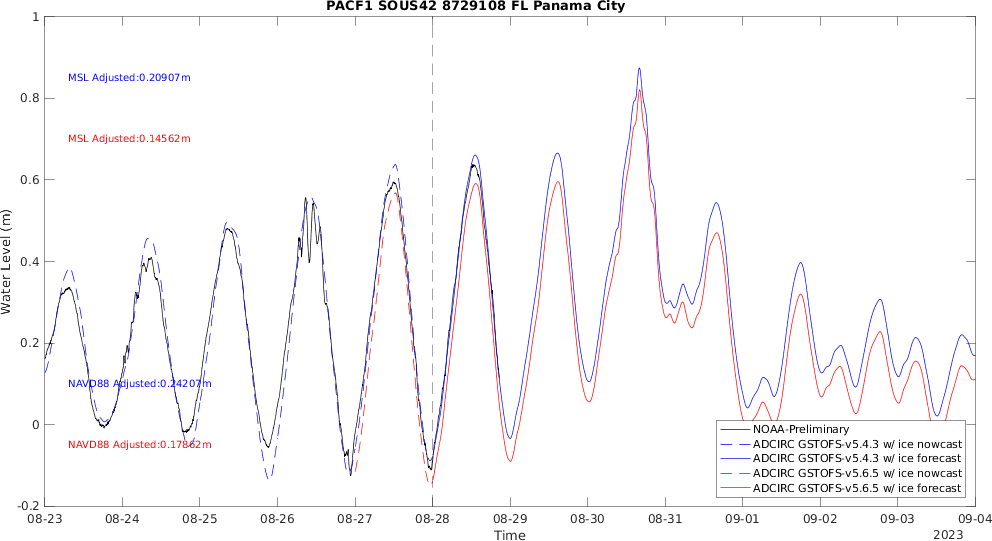 PACF1 SOUS42 8729108 FL Panama City
1
0.8
0.6
0.4
0.2
0
-0.2
Water Level (m)
MSL Adjusted:0.20907m
MSL Adjusted:0.14562m
NAVD88 Adjusted:0.24207m
NAVD88 Adjusted:0.17862m
NOAA-Preliminary
ADCIRC GSTOFS-v5.4.3 w/ ice nowcast
ADCIRC GSTOFS-v5.4.3 w/ ice forecast
ADCIRC GSTOFS-v5.6.5 w/ ice nowcast
ADCIRC GSTOFS-v5.6.5 w/ ice forecast
08-23 08-24 08-25 08-26 08-27 08-28 08-29 08-30 08-31 09-01 09-02 09-03 09-04
Time
2023